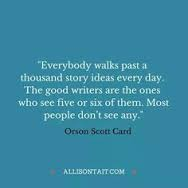 "Everybody walks past a
thousand story ideas every day.
The good writers are the ones
who see five or six of them. Most
people don't see any."
Orson Scott Card
ALLISONTAIT.COM